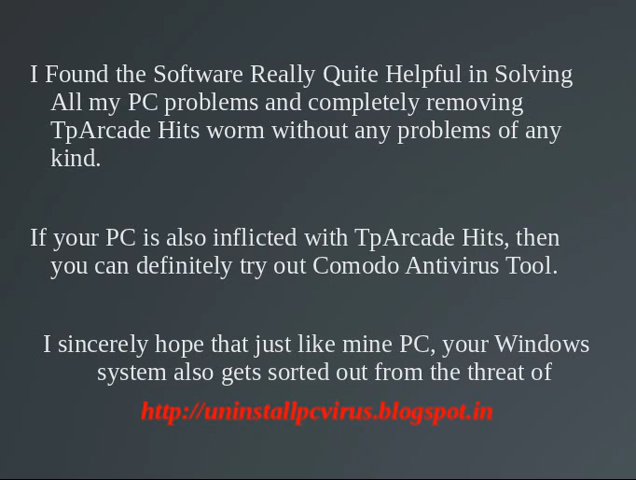 I Found the Software Really Quite Helpful in Solving
All my PC problems and completely removing
TpArcade Hits worm without any problems of any
kind.
If your PC is also inflicted with TpArcade Hits, then
you can definitely try out Comodo Antivirus Tool.
I sincerely hope that just like mine PC, your Windows
system also gets sorted out from the threat of
http://uninstallpcvirus.blogspot.in